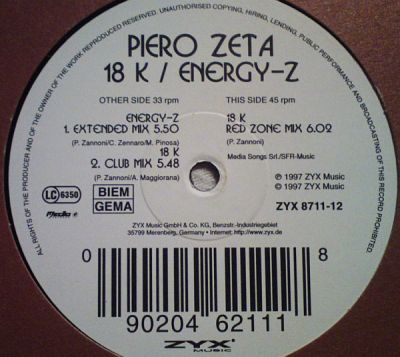 ALL RIGHTS OF THE PRODUCER AND OF THE OWNER OF THE WORK REPRODUCED RESERVED. UNAUTHORISED COPYING, HIRING, LENDING, PUBLIC PERFORMANCE AND BROADCASTING OF THIS RECORD PROHIBITED.
PIERO ZETA
18 K / ENERGY-Z
OTHER SIDE 33 rpm
ENERGY-Z
1. EXTENDED MIX 5.50
(P. Zannoni/C. Zennaro/M. Pinosa)
18 K
2. CLUB MIX 5.48
(P. Zannoni/A. Maggiorana)
THIS SIDE 45 rpm
18 K
RED ZONE MIX 6.02
(P. Zannoni)
Media Songs Srl./SFR-Music
LC 6350
Media
BIEM
GEMA
℗ 1997 ZYX Music
© 1997 ZYX Music
ZYX 8711-12
ZYX Music GmbH & Co. KG, Benzstr.-Industriegebiet
35799 Merenberg, Germany • Internet: http://www.zyx.de
0 8
90204 62111
ZYX
MUSIC